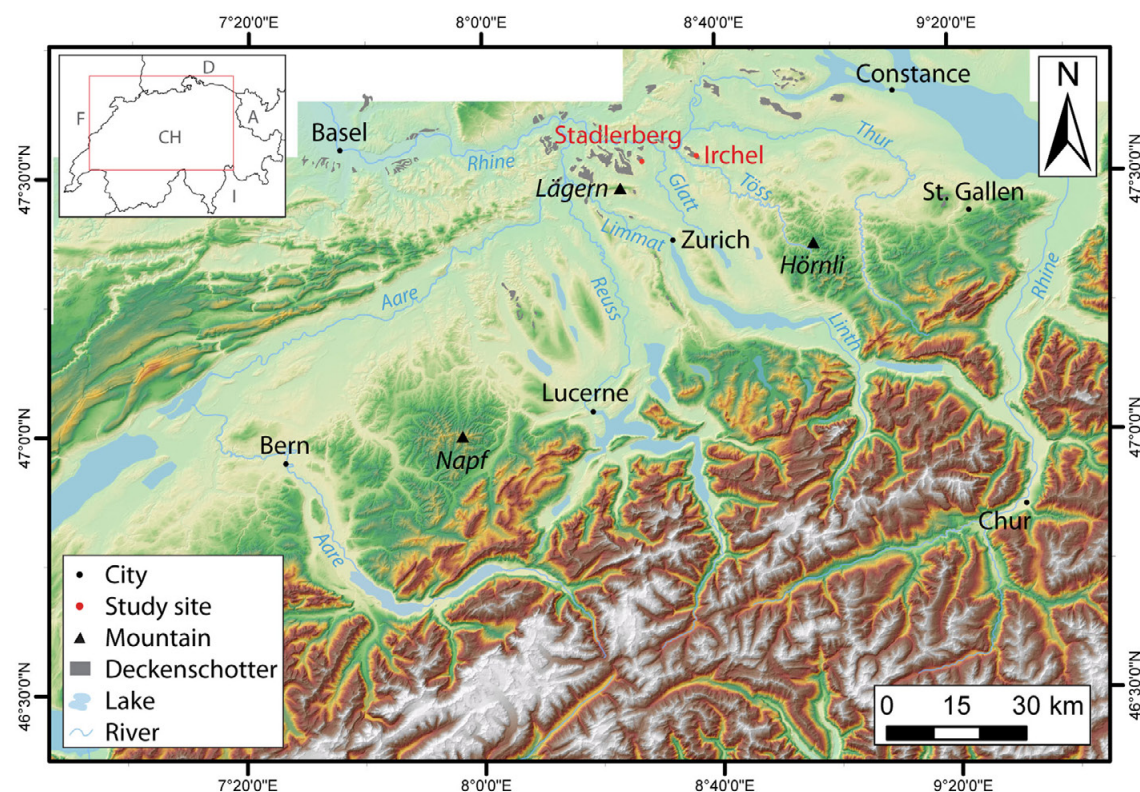 7°20'0"E
8°0'0"E
8°40'0"E
9°20'0"E
D
F
A
CH
I
N
Constance
Basel
Stadlerberg
Thur
Rhine
Irchel
47°30'0"N
47°30'0"N
Lägern
Glatt
Töss
St. Gallen
Limmat
Zurich
Hörnli
Rhine
Aare
Reuss
Linth
Lucerne
47°0'0"N
47°0'0"N
Bern
Napf
Chur
Aare
City
Study site
Mountain
Deckenschotter
Lake
River
46°30'0"N
46°30'0"N
0 15 30 km
7°20'0"E
8°0'0"E
8°40'0"E
9°20'0"E